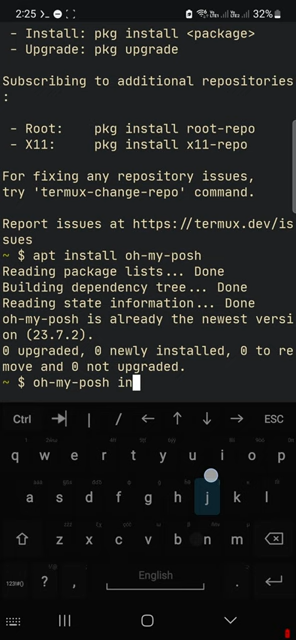 2:25 32%
- Install: pkg install <package>
- Upgrade: pkg upgrade
Subscribing to additional repositories
:
- Root:    pkg install root-repo
- X11:     pkg install x11-repo
For fixing any repository issues,
try 'termux-change-repo' command.
Report issues at https://termux.dev/is
sues
~ $ apt install oh-my-posh
Reading package lists... Done
Building dependency tree... Done
Reading state information... Done
oh-my-posh is already the newest versi
on (23.7.2).
0 upgraded, 0 newly installed, 0 to re
move and 0 not upgraded.
~ $ oh-my-posh in
Ctrl | / ← ↑ ↓ → ESC
q w e r t y u i o p
a s d f g h j k l
z x c v b n m
!#1 ? , English .